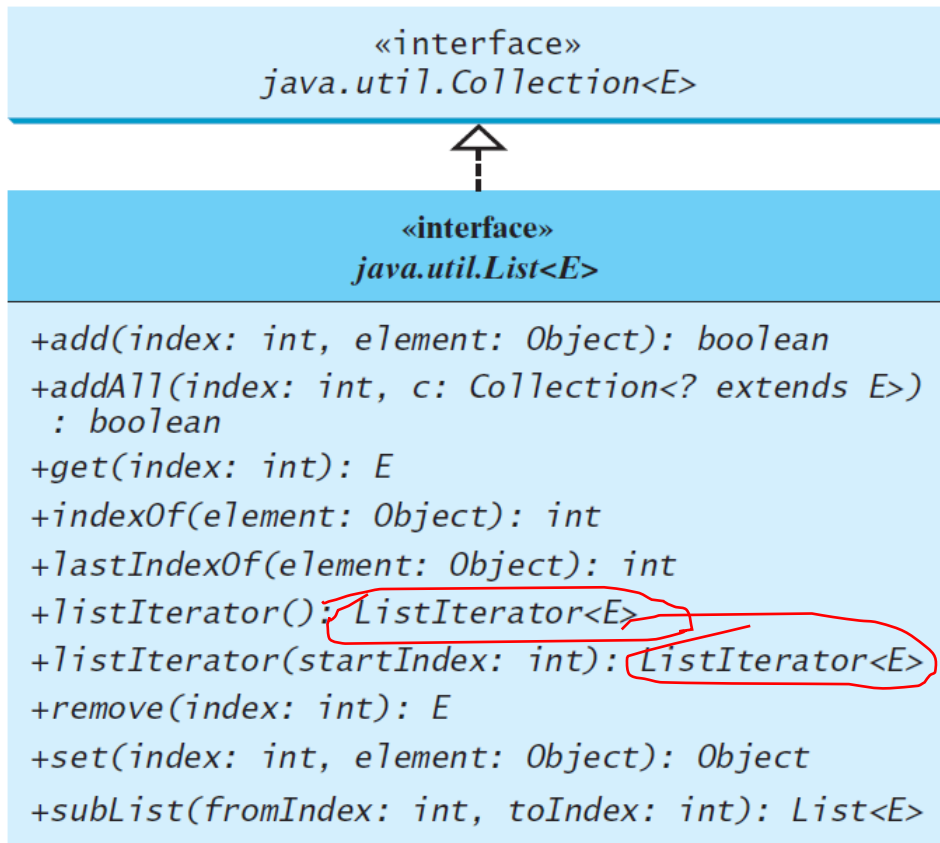 «interface»
java.util.Collection<E>
«interface»
java.util.List<E>
+add(index: int, element: Object): boolean
+addAll(index: int, c: Collection<? extends E>)
: boolean
+get(index: int): E
+indexOf(element: Object): int
+lastIndexOf(element: Object): int
+listIterator(): ListIterator<E>
+listIterator(startIndex: int): ListIterator<E>
+remove(index: int): E
+set(index: int, element: Object): Object
+subList(fromIndex: int, toIndex: int): List<E>